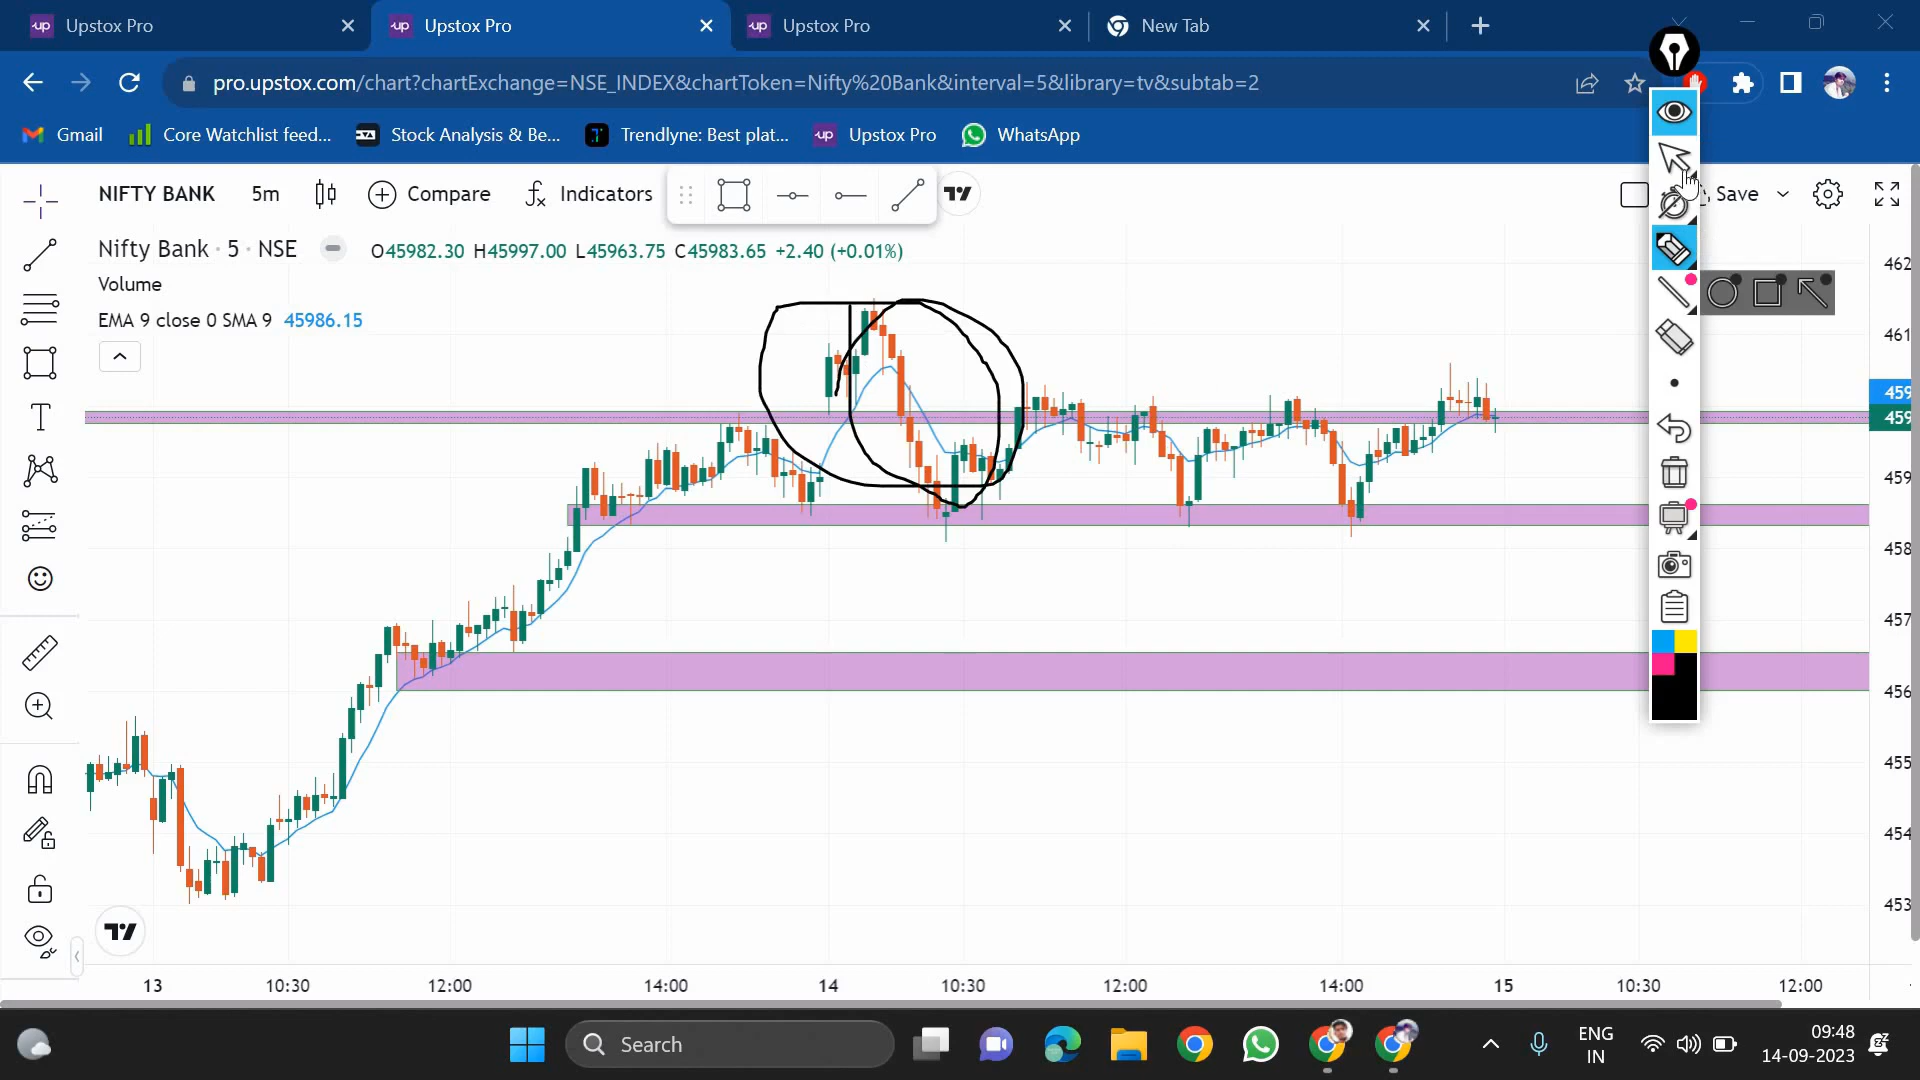 up Upstox Pro
up Upstox Pro
up Upstox Pro
New Tab
pro.upstox.com/chart?chartExchange=NSE_INDEX&chartToken=Nifty%20Bank&interval=5&library=tv&subtab=2
Gmail
Core Watchlist feed...
Stock Analysis & Be...
Trendlyne: Best plat...
up Upstox Pro
WhatsApp
NIFTY BANK 5m Compare Indicators Save
Nifty Bank · 5 · NSE O45982.30 H45997.00 L45963.75 C45983.65 +2.40 (+0.01%)
Volume
EMA 9 close 0 SMA 9 45986.15
462
461
459
459
459
458
457
456
455
454
453
13 10:30 12:00 14:00 14 10:30 12:00 14:00 15 10:30 12:00
Search
ENG
IN
09:48
14-09-2023